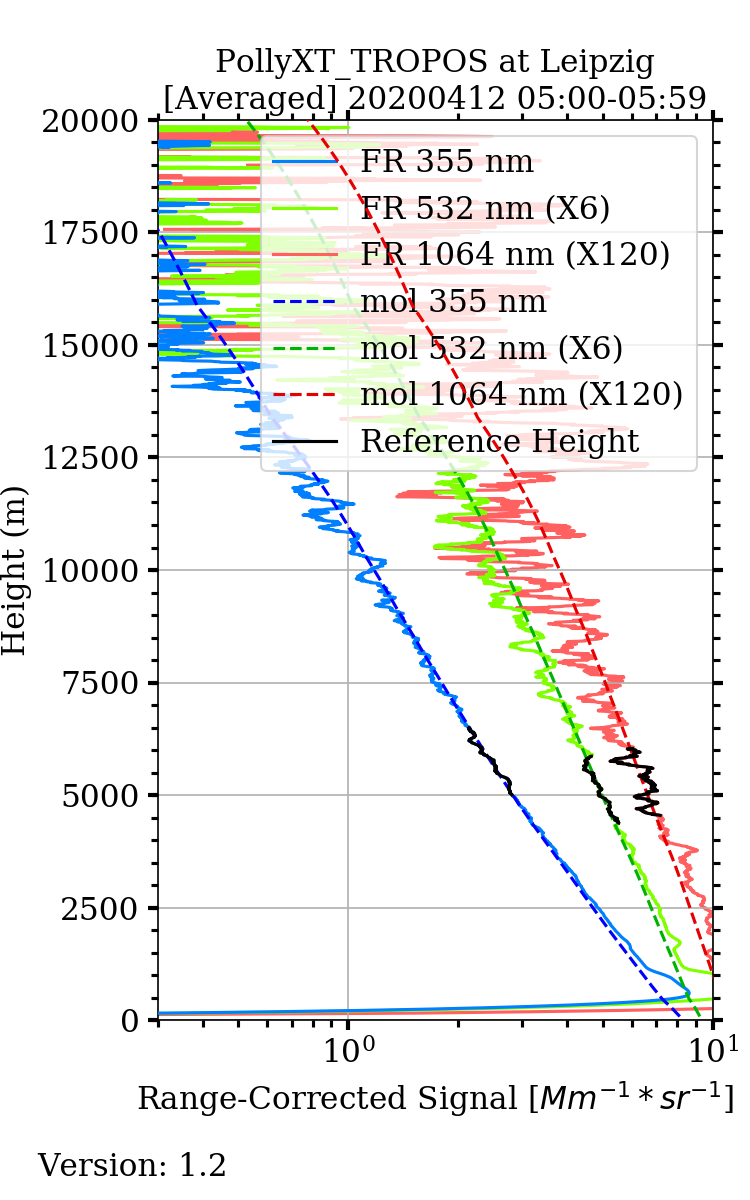 PollyXT_TROPOS at Leipzig
[Averaged] 20200412 05:00-05:59
20000
17500
15000
12500
10000
7500
5000
2500
0
Height (m)
FR 355 nm
FR 532 nm (X6)
FR 1064 nm (X120)
mol 355 nm
mol 532 nm (X6)
mol 1064 nm (X120)
Reference Height
10⁰
10¹
Range-Corrected Signal [Mm⁻¹ * sr⁻¹]
Version: 1.2